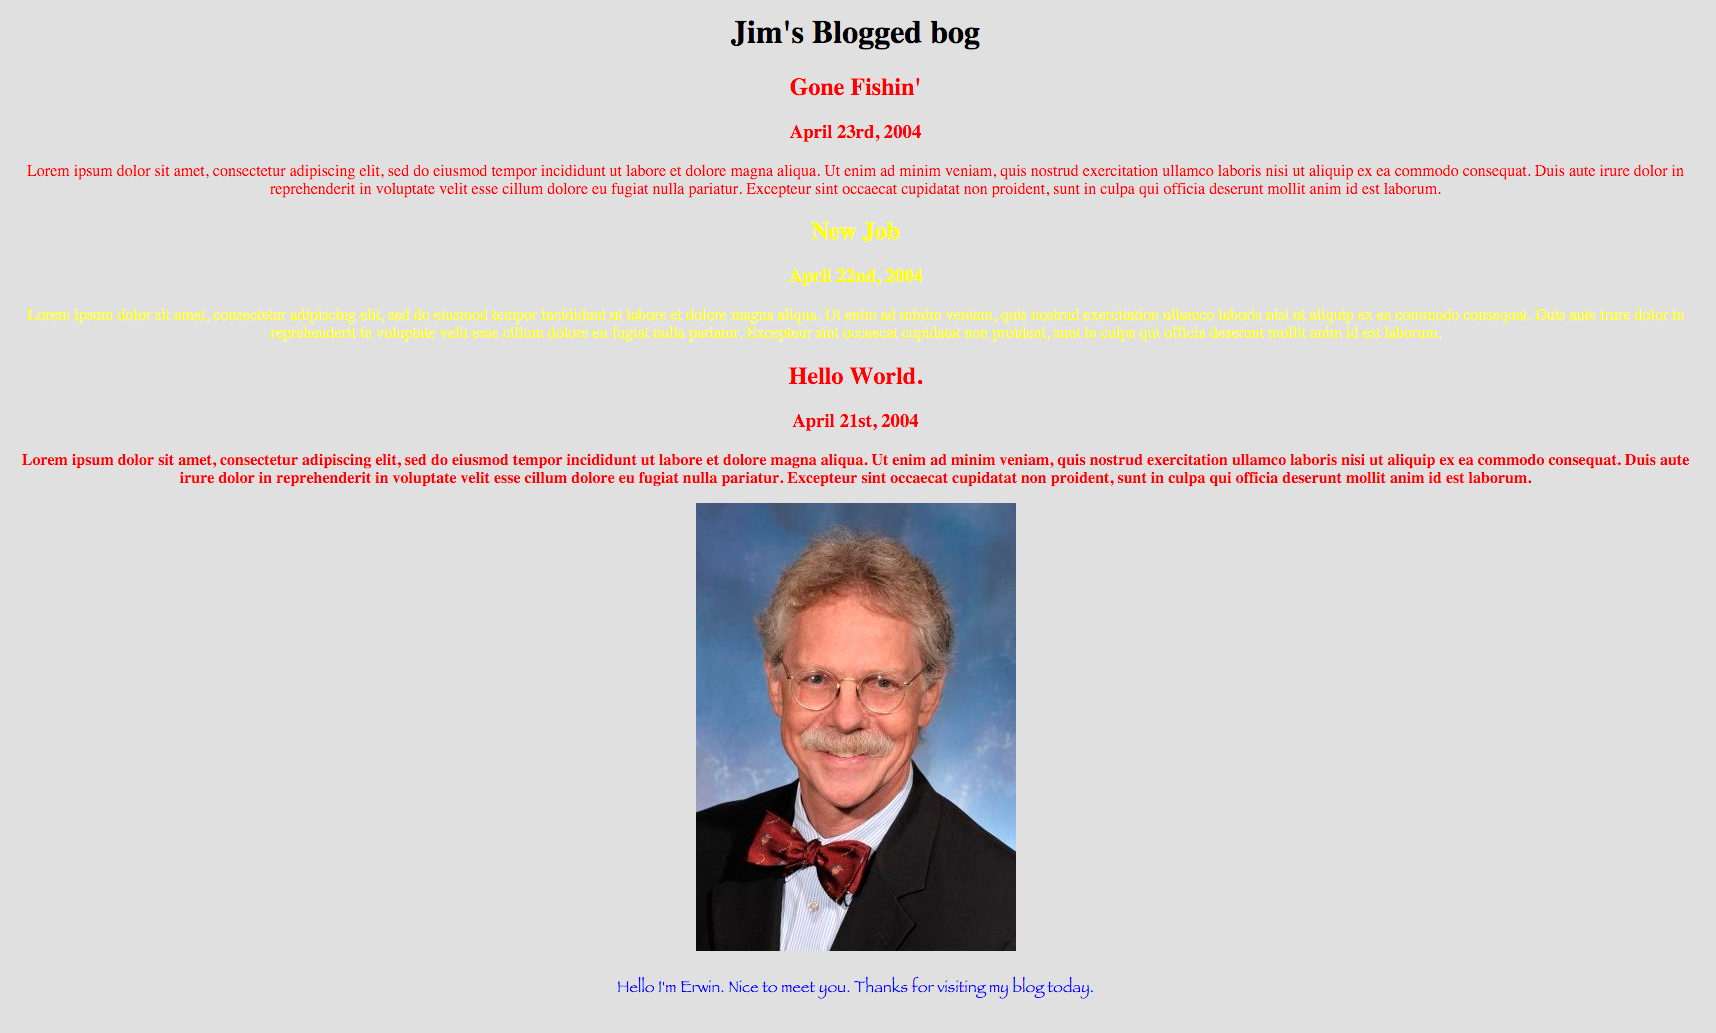 Jim's Blogged bog
Gone Fishin'
April 23rd, 2004
Lorem ipsum dolor sit amet, consectetur adipiscing elit, sed do eiusmod tempor incididunt ut labore et dolore magna aliqua. Ut enim ad minim veniam, quis nostrud exercitation ullamco laboris nisi ut aliquip ex ea commodo consequat. Duis aute irure dolor in
reprehenderit in voluptate velit esse cillum dolore eu fugiat nulla pariatur. Excepteur sint occaecat cupidatat non proident, sunt in culpa qui officia deserunt mollit anim id est laborum.
New Job
April 22nd, 2004
Lorem ipsum dolor sit amet, consectetur adipiscing elit, sed do eiusmod tempor incididunt ut labore et dolore magna aliqua. Ut enim ad minim veniam, quis nostrud exercitation ullamco laboris nisi ut aliquip ex ea commodo consequat. Duis aute irure dolor in
reprehenderit in voluptate velit esse cillum dolore eu fugiat nulla pariatur. Excepteur sint occaecat cupidatat non proident, sunt in culpa qui officia deserunt mollit anim id est laborum.
Hello World.
April 21st, 2004
Lorem ipsum dolor sit amet, consectetur adipiscing elit, sed do eiusmod tempor incididunt ut labore et dolore magna aliqua. Ut enim ad minim veniam, quis nostrud exercitation ullamco laboris nisi ut aliquip ex ea commodo consequat. Duis aute
irure dolor in reprehenderit in voluptate velit esse cillum dolore eu fugiat nulla pariatur. Excepteur sint occaecat cupidatat non proident, sunt in culpa qui officia deserunt mollit anim id est laborum.
Hello I'm Erwin. Nice to meet you. Thanks for visiting my blog today.